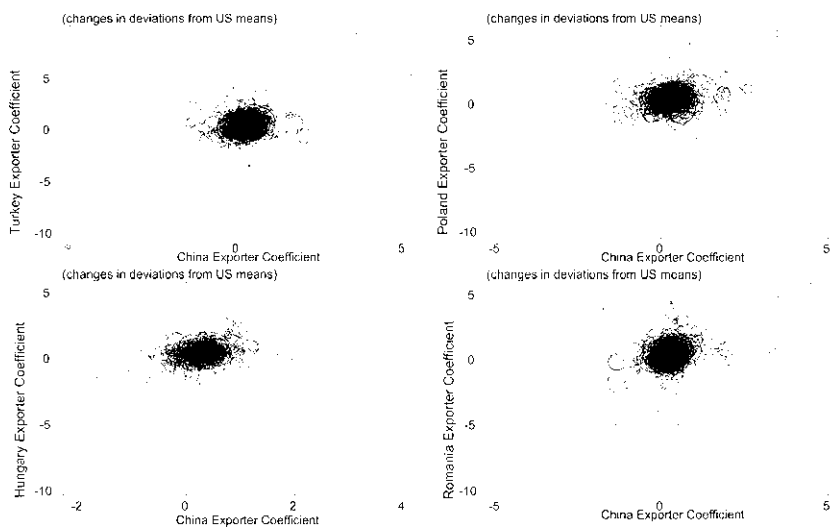 (changes in deviations from US means)
5
0
-5
-10
Turkey Exporter Coefficient
0
5
China Exporter Coefficient
(changes in deviations from US means)
5
0
-5
-10
Poland Exporter Coefficient
-5
0
5
China Exporter Coefficient
(changes in deviations from US means)
5
0
-5
-10
Hungary Exporter Coefficient
-2
0
2
4
China Exporter Coefficient
(changes in deviations from US means)
5
0
-5
-10
Romania Exporter Coefficient
-5
0
5
China Exporter Coefficient